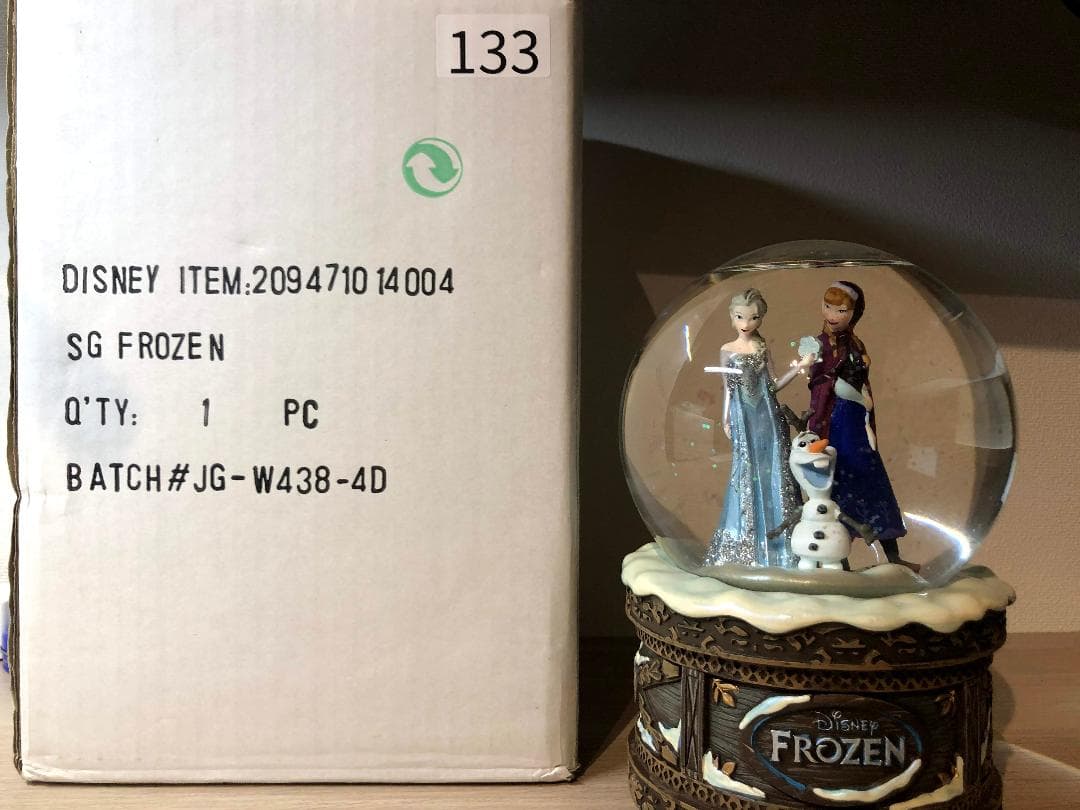 133
DISNEY ITEM:209471014004
SG FROZEN
Q'TY: 1 PC
BATCH#JG-W438-4D
DISNEY
FROZEN